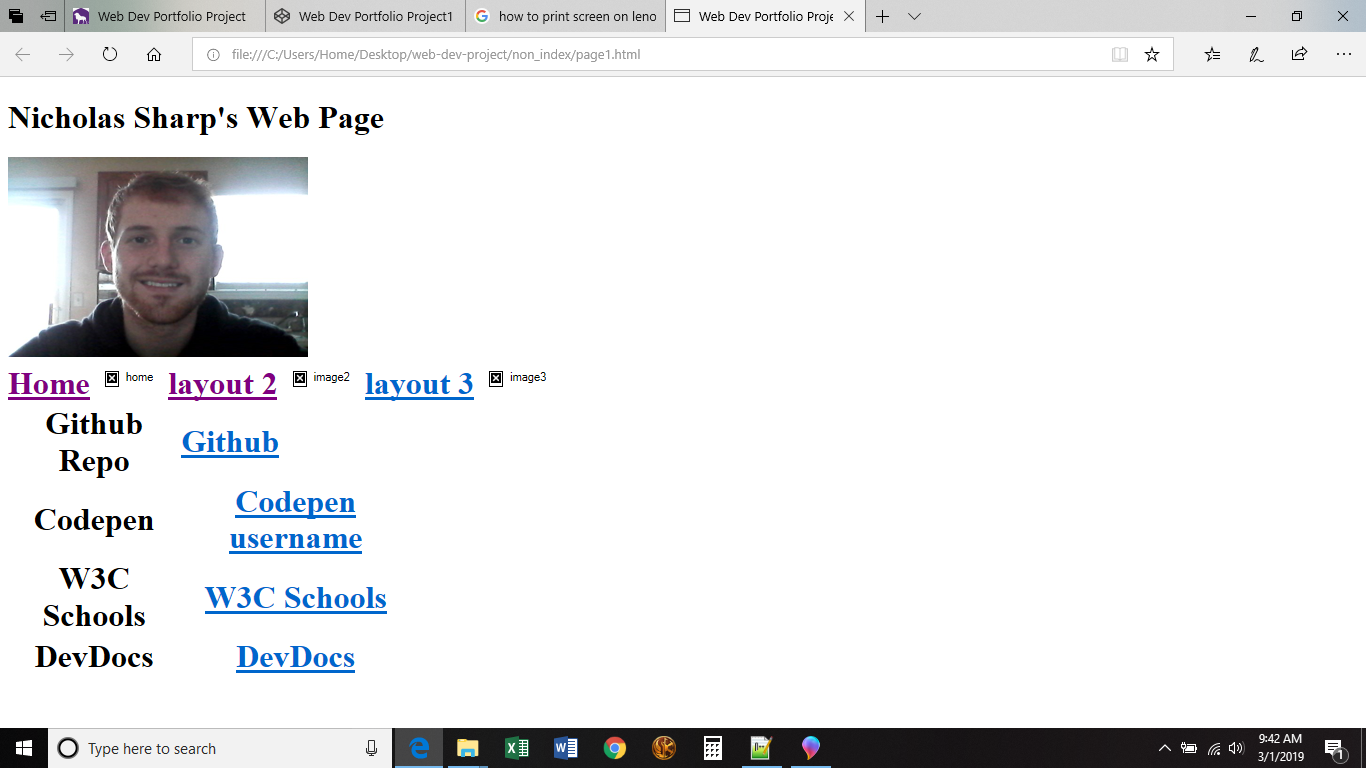 Web Dev Portfolio Project
Web Dev Portfolio Project1
how to print screen on leno
Web Dev Portfolio Proje
file:///C:/Users/Home/Desktop/web-dev-project/non_index/page1.html
Nicholas Sharp's Web Page
Home home layout 2 image2 layout 3 image3
Github
Repo
Github
Codepen
Codepen
username
W3C
Schools
W3C Schools
DevDocs
DevDocs
Type here to search
9:42 AM
3/1/2019
1